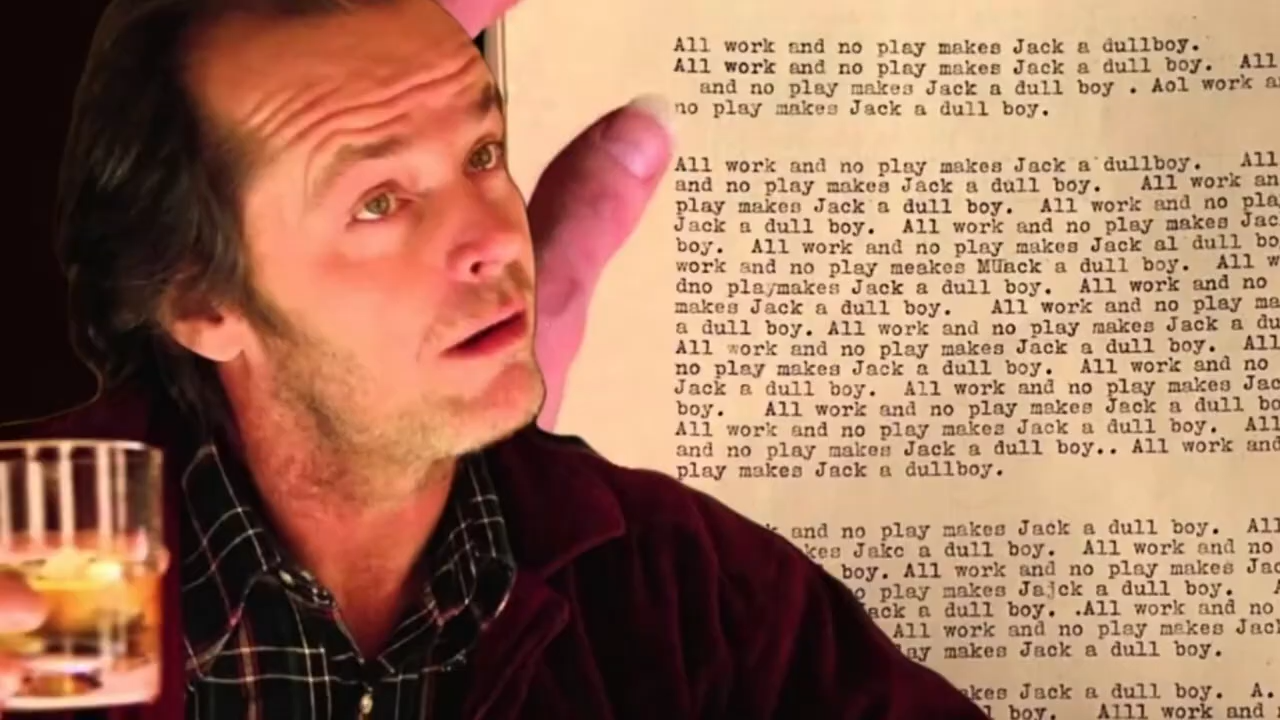 All work and no play makes Jack a dullboy.
All work and no play makes Jack a dull boy. All
and no play makes Jack a dull boy . Aol work a
no play makes Jack a dull boy.
All work and no play makes Jack a dullboy. All
and no play makes Jack a dull boy. All work an
play makes Jack a dull boy. All work and no pla
Jack a dull boy. All work and no play makes Jac
boy. All work and no play makes Jack al dull bo
work and no play meakes MUack a dull boy. All w
dno playmakes Jack a dull boy. All work and no
makes Jack a dull boy. All work and no play ma
a dull boy. All work and no play makes Jack a du
All work and no play makes Jack a dull boy. All
no play makes Jack a dull boy. All work and no
Jack a dull boy. All work and no play makes Jac
boy. All work and no play makes Jack a dull bo
All work and no play makes Jack a dull boy. All
and no play makes Jack a dull boy.. All work and
play makes Jack a dullboy.
k and no play makes Jack a dull boy. All
kes Jakc a dull boy. All work and no
boy. All work and no play makes Jac
o play makes Jajck a dull boy. A
ack a dull boy. .All work and no
All work and no play makes Jack
lay makes Jack a dull boy.
akes Jack a dull boy. A.
l boy. Alll work and